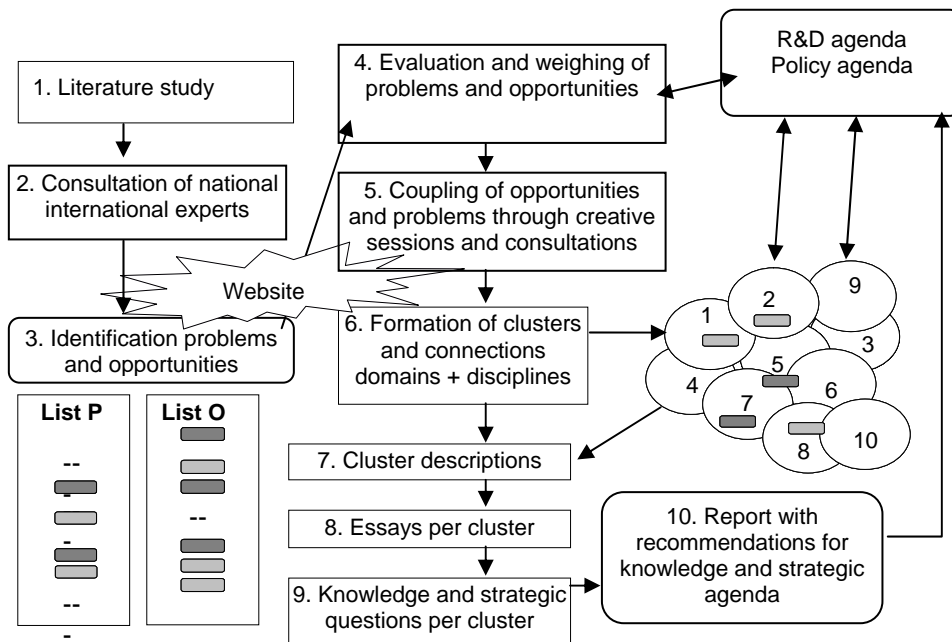 1. Literature study
2. Consultation of national
international experts
Website
3. Identification problems
and opportunities
List P
--
-
-
--
-
List O
--
4. Evaluation and weighing of
problems and opportunities
5. Coupling of opportunities
and problems through creative
sessions and consultations
6. Formation of clusters
and connections
domains + disciplines
7. Cluster descriptions
8. Essays per cluster
9. Knowledge and strategic
questions per cluster
R&D agenda
Policy agenda
1
2
9
3
4
5
6
7
8
10
10. Report with
recommendations for
knowledge and strategic
agenda